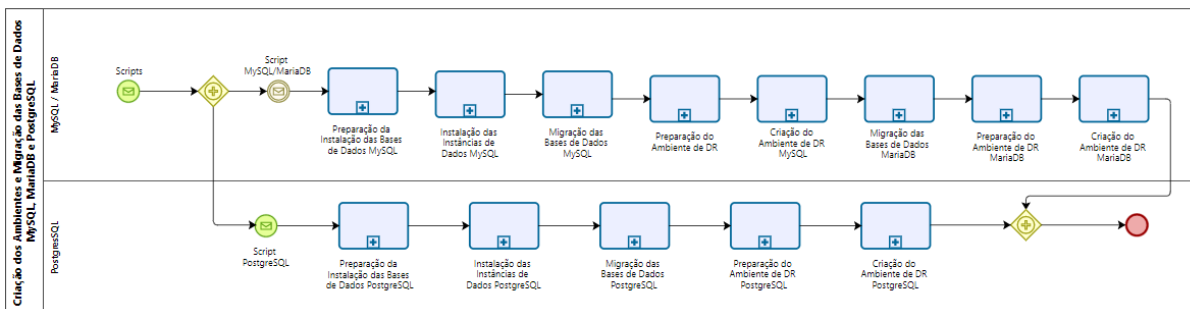 Criação dos Ambientes e Migração das Bases de Dados
MySQL, MariaDB e PostgreSQL
MySQL / MariaDB
Scripts
Script
MySQL/MariaDB
Preparação da
Instalação das Bases
de Dados MySQL
Instalação das
Instâncias de
Dados MySQL
Migração das
Bases de Dados
MySQL
Preparação do
Ambiente de DR
Criação do
Ambiente de DR
MySQL
Migração das
Bases de Dados
MariaDB
Preparação do
Ambiente de DR
MariaDB
Criação do
Ambiente de DR
MariaDB
PostgresSQL
Script
PostgreSQL
Preparação da
Instalação das Bases
de Dados PostgreSQL
Instalação das
Instâncias de
Dados PostgreSQL
Migração das
Bases de Dados
PostgreSQL
Preparação do
Ambiente de DR
PostgreSQL
Criação do
Ambiente de DR
PostgreSQL